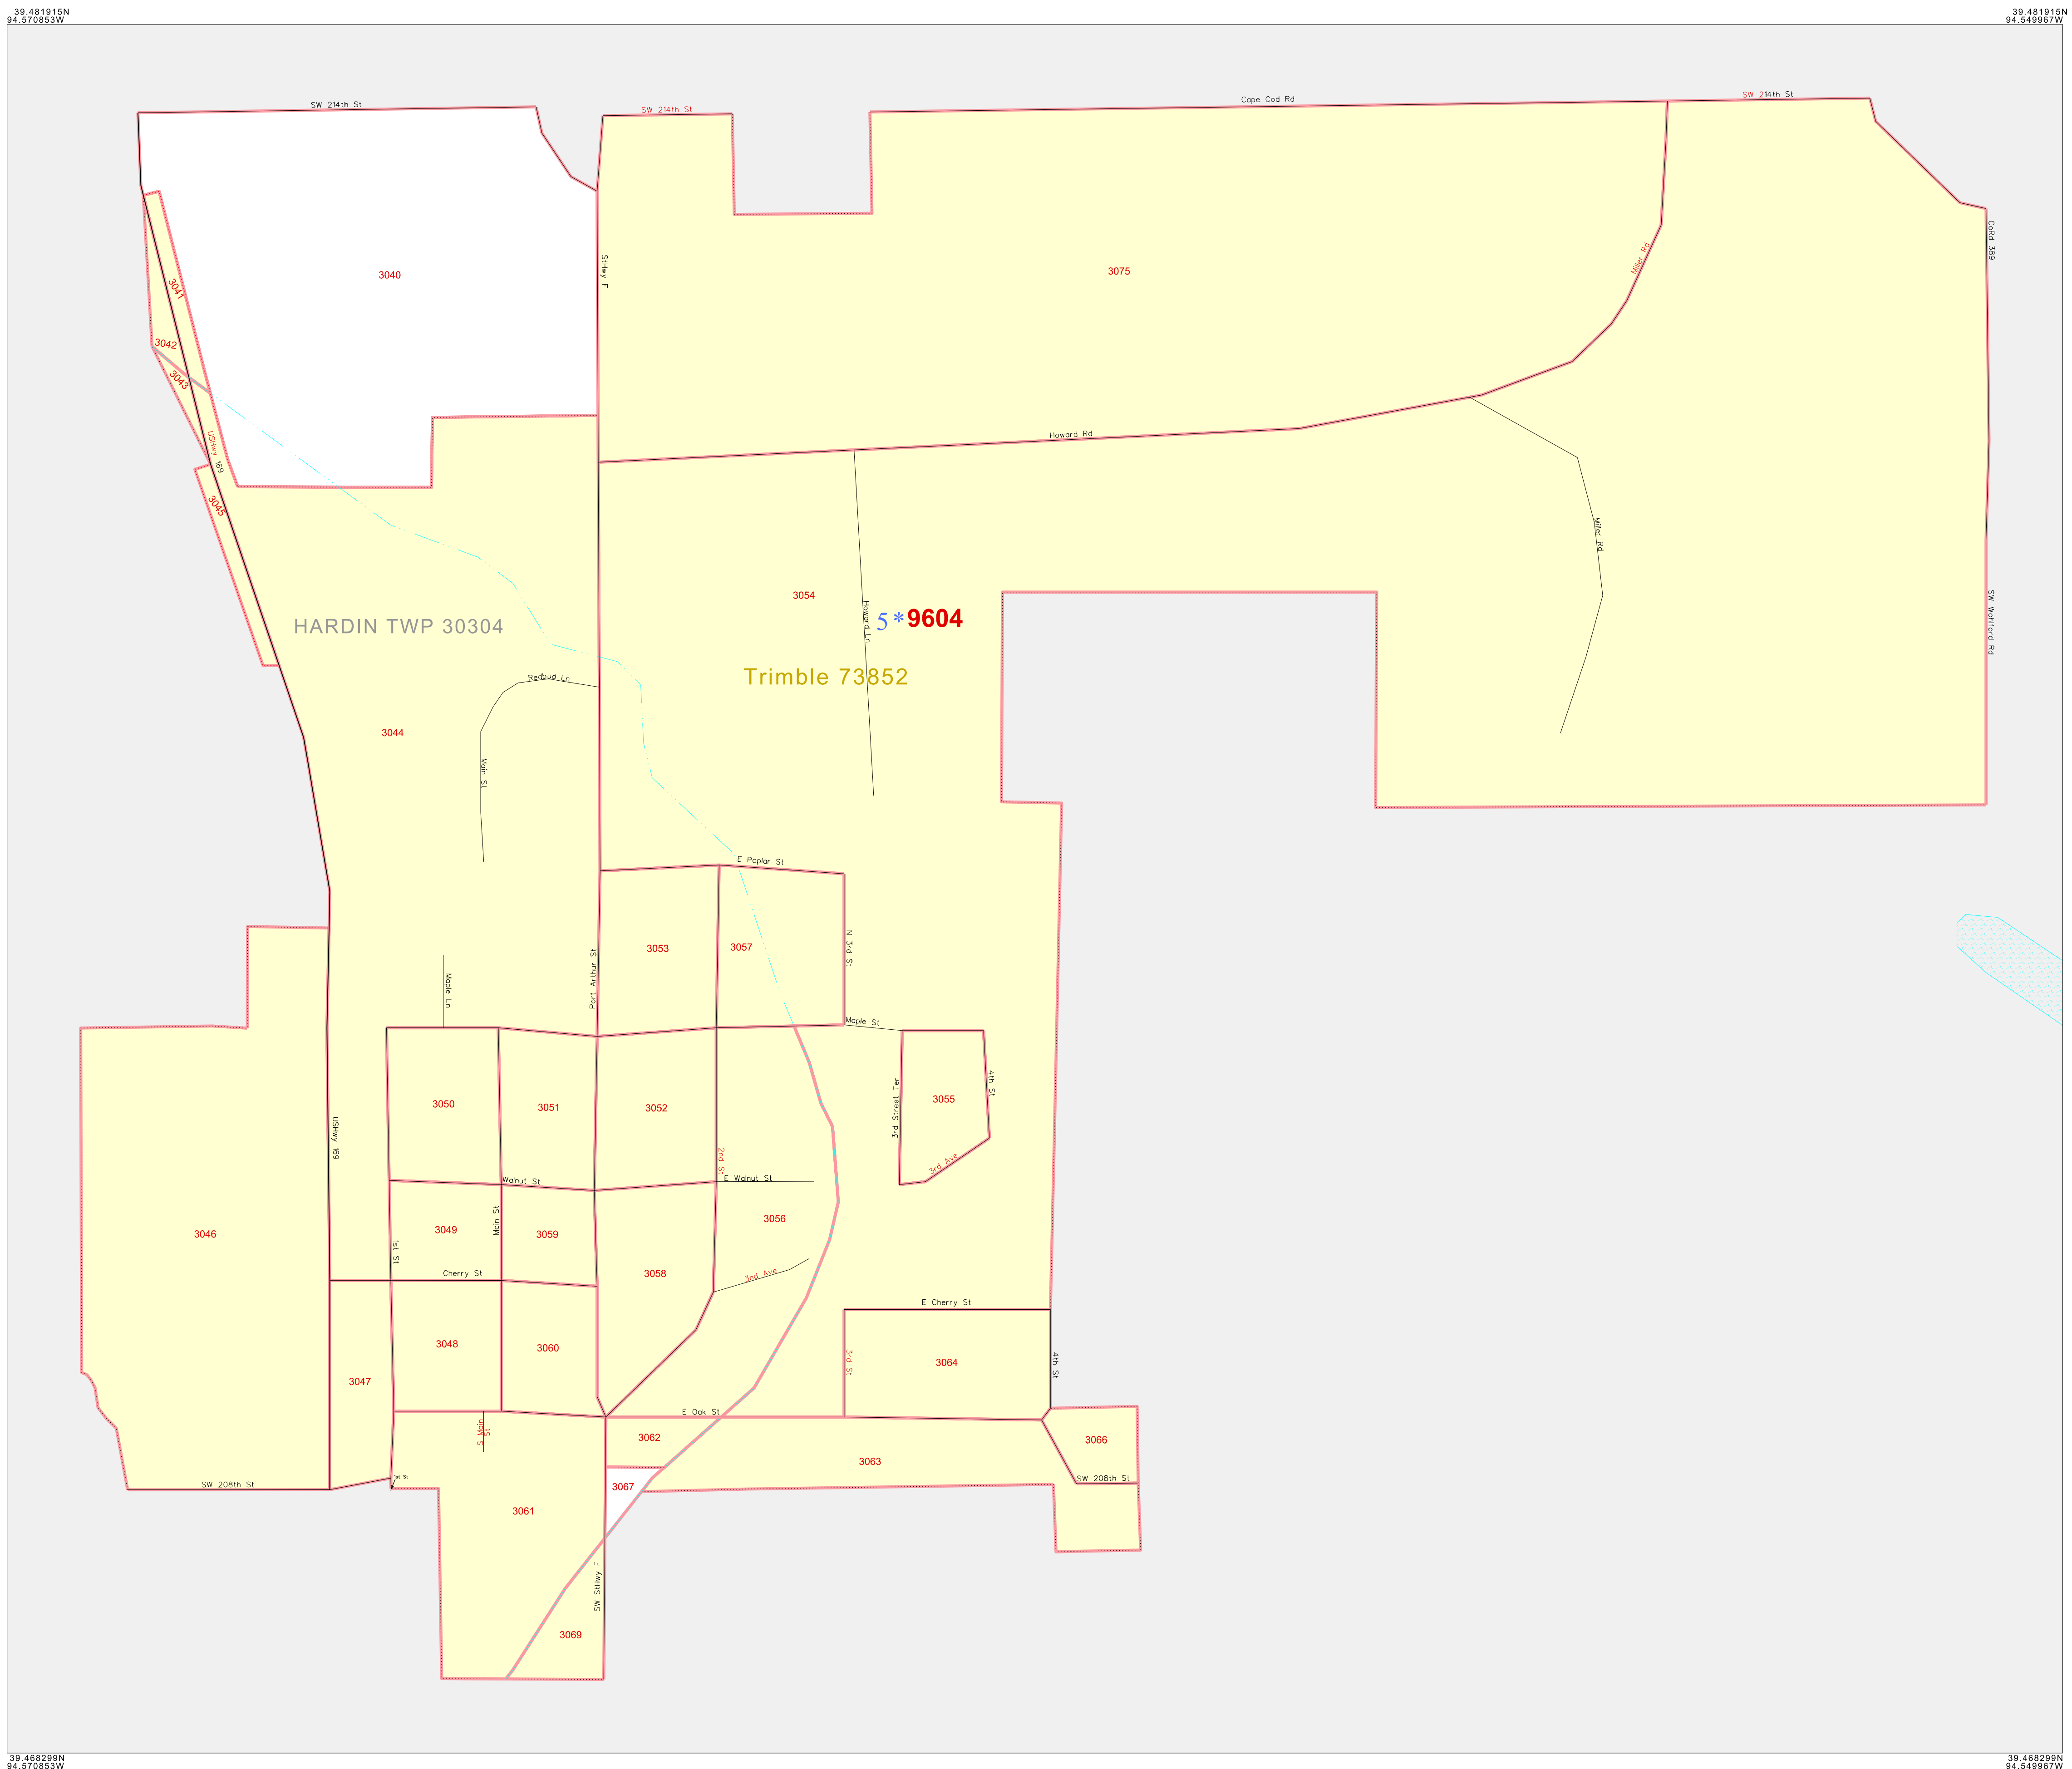 39.481915N
94.570853W
39.481915N
94.549967W
SW 214th St
SW 214th St
Cape Cod Rd
SW 214th St
CoRd 389
3040
StHwy F
3075
Miller Rd
3041
3042
3043
USHwy 169
Howard Rd
3045
Miller Rd
HARDIN TWP 30304
3054
Howard Ln
5 * 9604
SW Wohlford Rd
Trimble 73852
Redbud Ln
3044
Main St
E Poplar St
3053
3057
N 3rd St
Port Arthur St
Maple Ln
Maple St
3050
3051
3052
3055
4th St
3rd Street Ter
USHwy 169
2nd St
3rd Ave
Walnut St
E Walnut St
3046
3049
Main St
3059
3056
1st St
Cherry St
3058
3nd Ave
E Cherry St
3048
3060
3rd St
3064
4th St
3047
E Oak St
S Main St
3062
3066
3063
SW 208th St
1st St
SW 208th St
3067
3061
SW StHwy F
3069
39.468299N
94.570853W
39.468299N
94.549967W